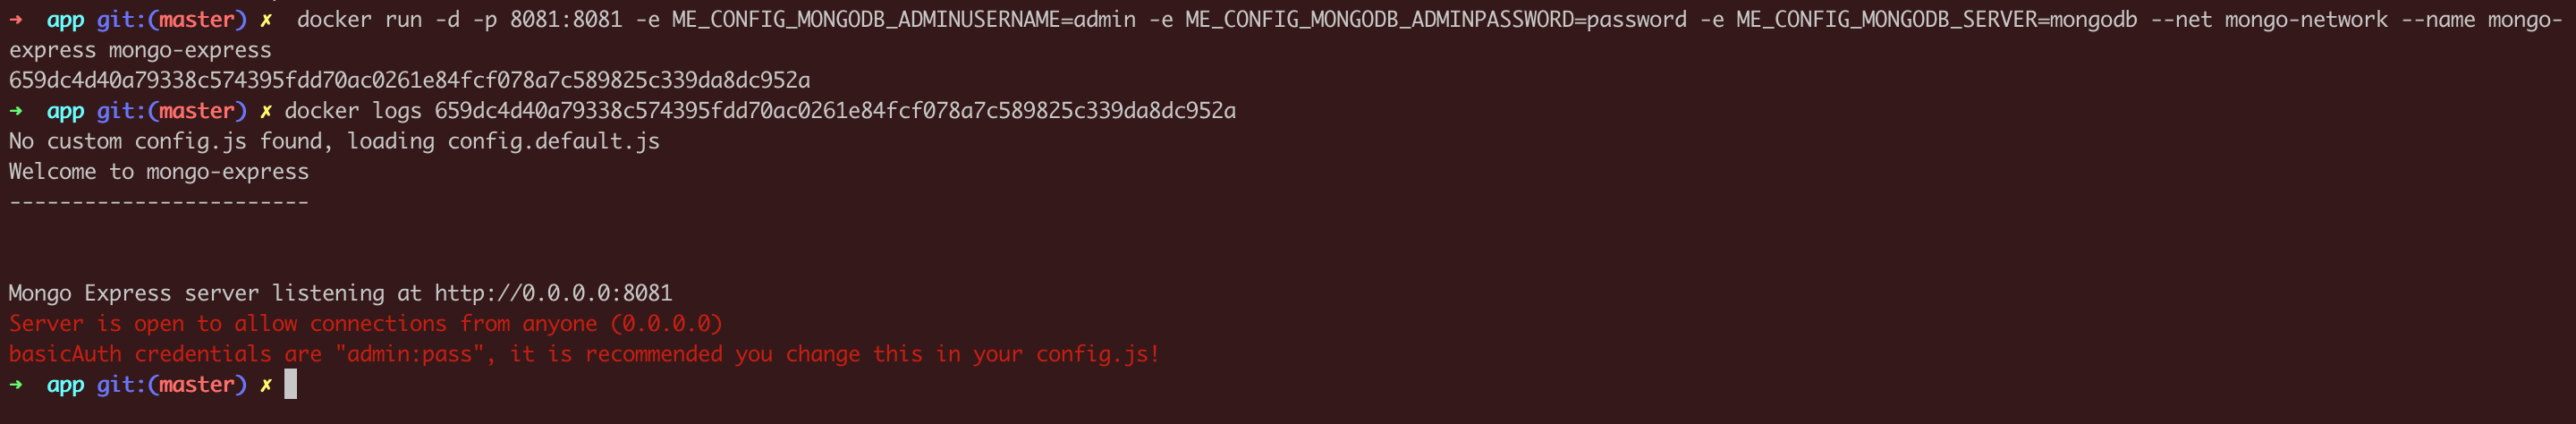 ➜  app git:(master) ✗  docker run -d -p 8081:8081 -e ME_CONFIG_MONGODB_ADMINUSERNAME=admin -e ME_CONFIG_MONGODB_ADMINPASSWORD=password -e ME_CONFIG_MONGODB_SERVER=mongodb --net mongo-network --name mongo-
express mongo-express
659dc4d40a79338c574395fdd70ac0261e84fcf078a7c589825c339da8dc952a
➜  app git:(master) ✗ docker logs 659dc4d40a79338c574395fdd70ac0261e84fcf078a7c589825c339da8dc952a
No custom config.js found, loading config.default.js
Welcome to mongo-express
------------------------
Mongo Express server listening at http://0.0.0.0:8081
Server is open to allow connections from anyone (0.0.0.0)
basicAuth credentials are "admin:pass", it is recommended you change this in your config.js!
➜  app git:(master) ✗